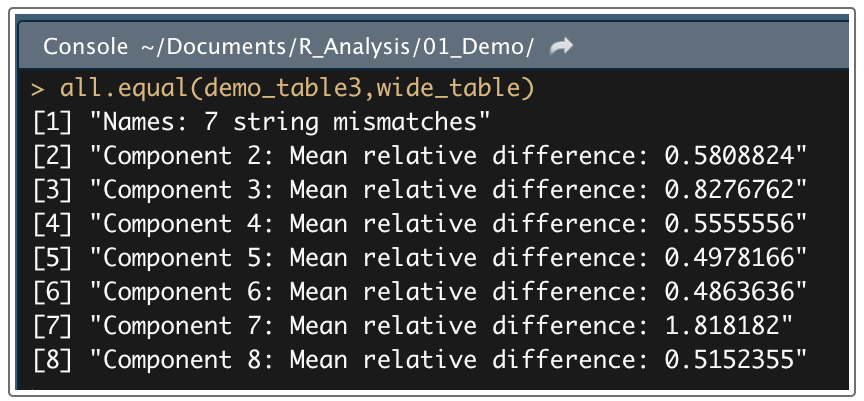 Console ~/Documents/R_Analysis/01_Demo/
> all.equal(demo_table3,wide_table)
[1] "Names: 7 string mismatches"
[2] "Component 2: Mean relative difference: 0.5808824"
[3] "Component 3: Mean relative difference: 0.8276762"
[4] "Component 4: Mean relative difference: 0.5555556"
[5] "Component 5: Mean relative difference: 0.4978166"
[6] "Component 6: Mean relative difference: 0.4863636"
[7] "Component 7: Mean relative difference: 1.818182"
[8] "Component 8: Mean relative difference: 0.5152355"